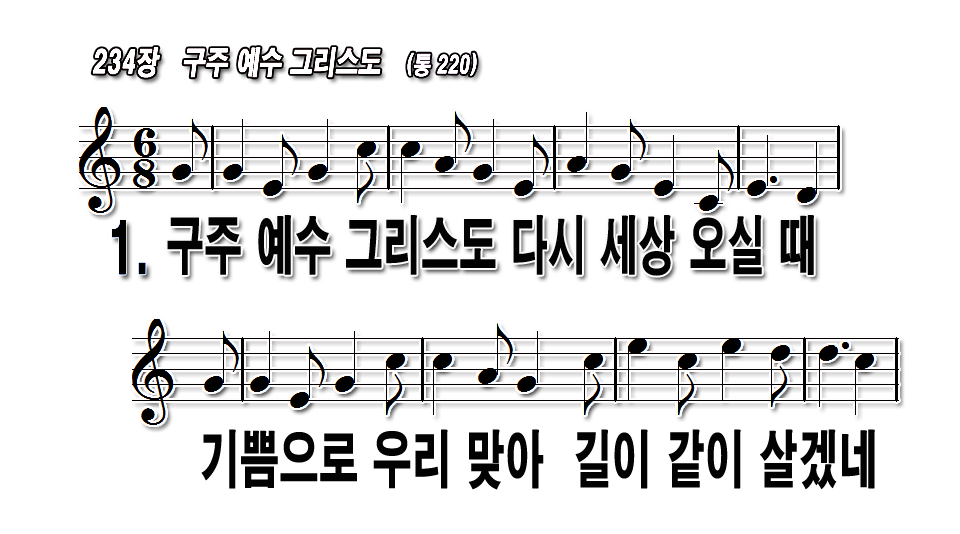 234장 구주 예수 그리스도 (통 220)
6
8
1. 구주 예수 그리스도 다시 세상 오실 때
기쁨으로 우리 맞아 길이 같이 살겠네